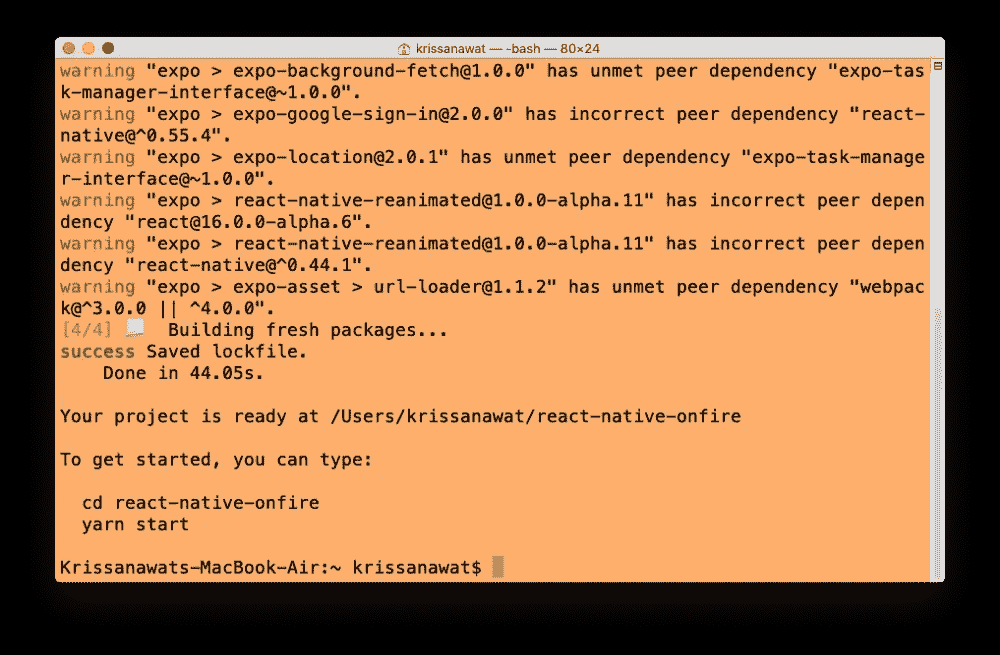 krissanawat — -bash — 80×24
warning "expo > expo-background-fetch@1.0.0" has unmet peer dependency "expo-tas
k-manager-interface@~1.0.0".
warning "expo > expo-google-sign-in@2.0.0" has incorrect peer dependency "react-
native@^0.55.4".
warning "expo > expo-location@2.0.1" has unmet peer dependency "expo-task-manage
r-interface@~1.0.0".
warning "expo > react-native-reanimated@1.0.0-alpha.11" has incorrect peer depen
dency "react@16.0.0-alpha.6".
warning "expo > react-native-reanimated@1.0.0-alpha.11" has incorrect peer depen
dency "react-native@^0.44.1".
warning "expo > expo-asset > url-loader@1.1.2" has unmet peer dependency "webpac
k@^3.0.0 || ^4.0.0".
[4/4] Building fresh packages...
success Saved lockfile.
Done in 44.05s.
Your project is ready at /Users/krissanawat/react-native-onfire
To get started, you can type:
cd react-native-onfire
yarn start
Krissanawats-MacBook-Air:~ krissanawat$